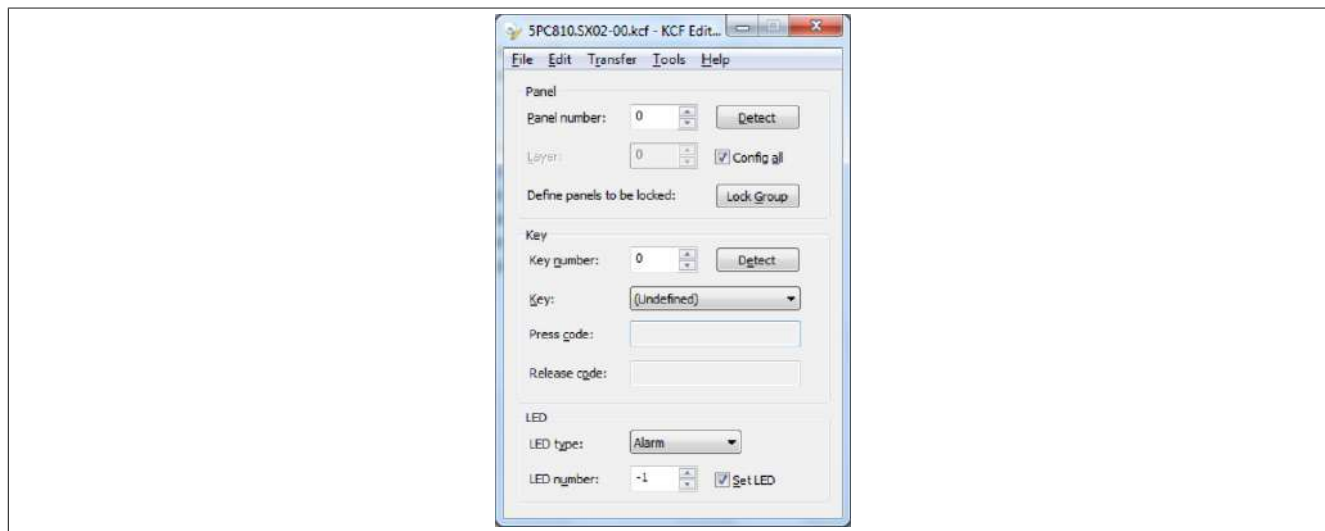 5PC810.SX02-00.kcf - KCF Edit...
File Edit Transfer Tools Help
Panel
Panel number: 0 Detect
Layer: 0 Config all
Define panels to be locked: Lock Group
Key
Key number: 0 Detect
Key: (Undefined)
Press code:
Release code:
LED
LED type: Alarm
LED number: -1 Set LED